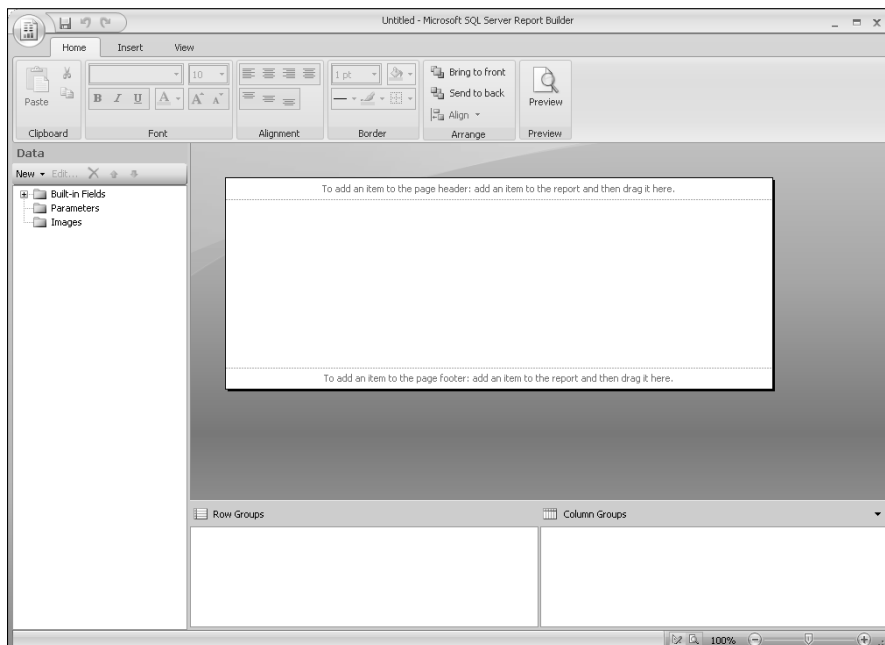 Untitled - Microsoft SQL Server Report Builder
Home Insert View
Paste
10
B I U A A A
1 pt
Bring to front
Send to back
Align
Preview
Clipboard Font Alignment Border Arrange Preview
Data
New Edit...
Built-in Fields
Parameters
Images
To add an item to the page header: add an item to the report and then drag it here.
To add an item to the page footer: add an item to the report and then drag it here.
Row Groups
Column Groups
100%